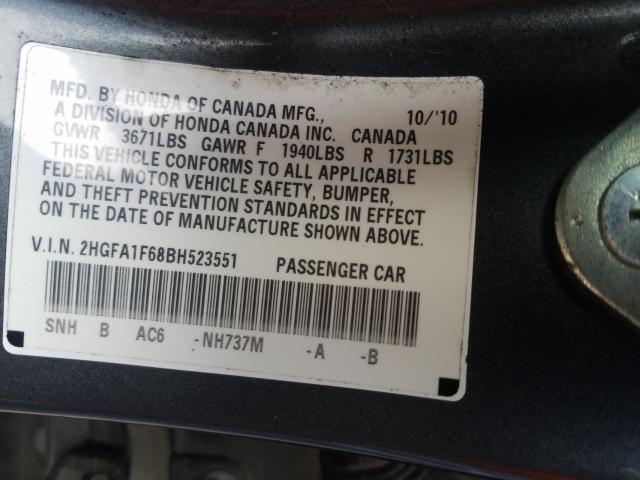 MFD. BY HONDA OF CANADA MFG., 10/'10
A DIVISION OF HONDA CANADA INC. CANADA
GVWR 3671LBS GAWR F 1940LBS R 1731LBS
THIS VEHICLE CONFORMS TO ALL APPLICABLE
FEDERAL MOTOR VEHICLE SAFETY, BUMPER,
AND THEFT PREVENTION STANDARDS IN EFFECT
ON THE DATE OF MANUFACTURE SHOWN ABOVE.
V.I.N. 2HGFA1F68BH523551 PASSENGER CAR
SNH B AC6 -NH737M -A -B